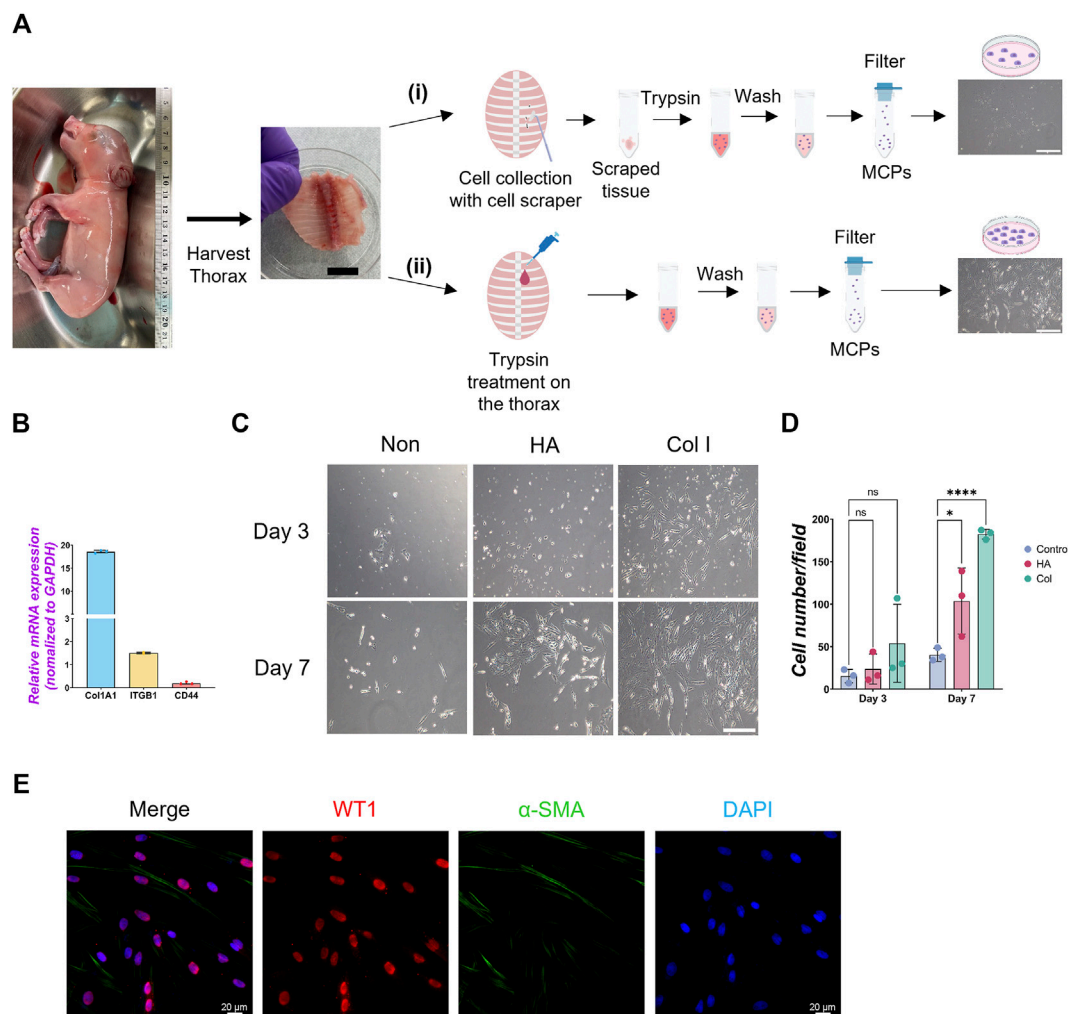 A
(i)
Cell collection
with cell scraper
Scraped
tissue
Trypsin
Wash
Filter
MCPs
Harvest
Thorax
(ii)
Trypsin
treatment on
the thorax
Wash
Filter
MCPs
B
Relative mRNA expression
(nomalized to GAPDH)
20
15
10
3
2
1
0
Col1A1 ITGB1 CD44
C
Non HA Col I
Day 3
Day 7
D
Cell number/field
200
150
100
50
0
ns
ns
****
*
Day 3 Day 7
Contro
HA
Col
E
Merge WT1 α-SMA DAPI
20 μm 20 μm 20 μm